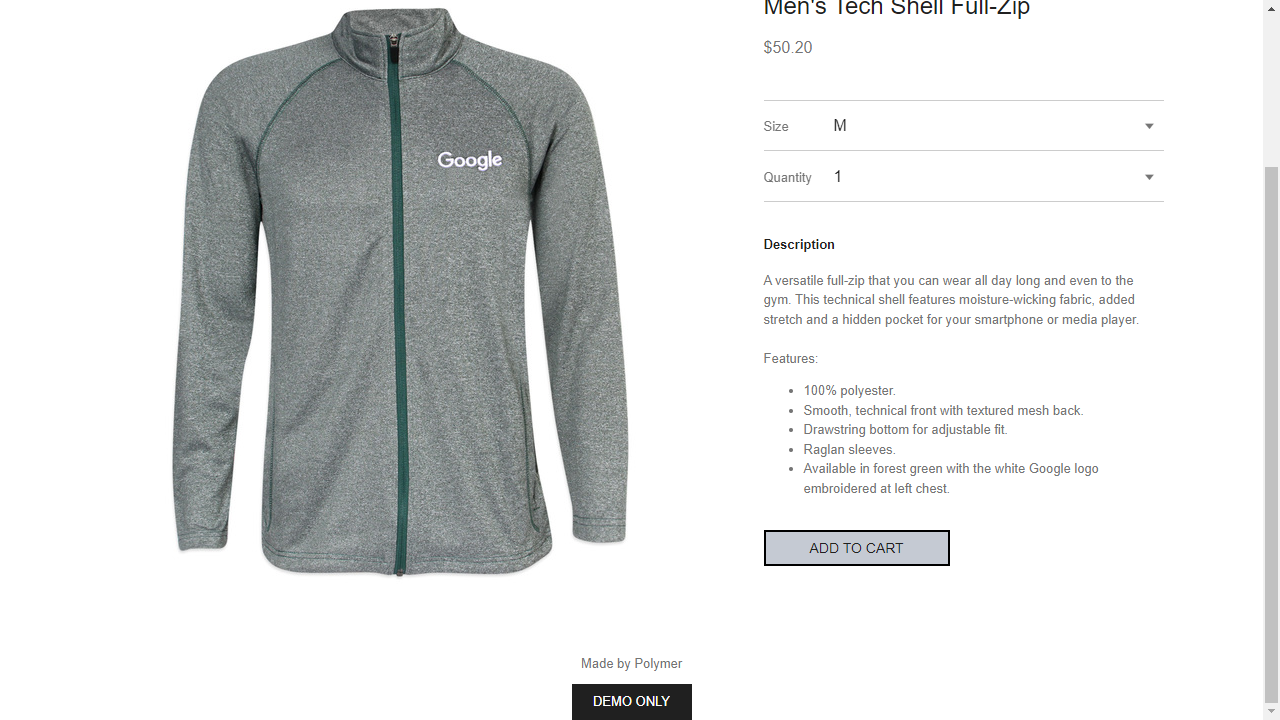 Men's Tech Shell Full-Zip
$50.20
Size M
Quantity 1
Google
Description
A versatile full-zip that you can wear all day long and even to the
gym. This technical shell features moisture-wicking fabric, added
stretch and a hidden pocket for your smartphone or media player.
Features:
100% polyester.
Smooth, technical front with textured mesh back.
Drawstring bottom for adjustable fit.
Raglan sleeves.
Available in forest green with the white Google logo
embroidered at left chest.
ADD TO CART
Made by Polymer
DEMO ONLY